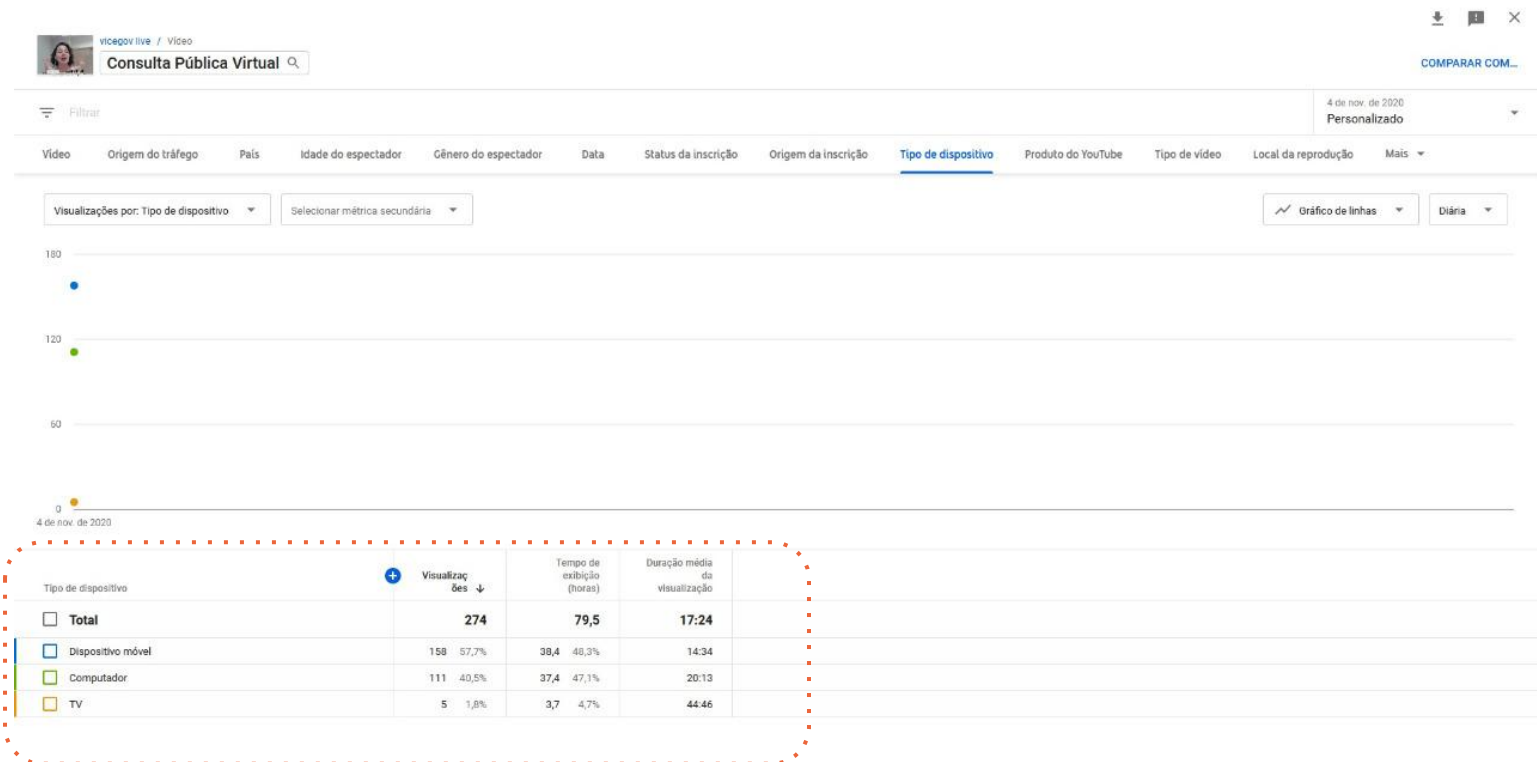 vicegov live / Vídeo
Consulta Pública Virtual
COMPARAR COM...
Filtrar
4 de nov. de 2020
Personalizado
Vídeo Origem do tráfego País Idade do espectador Gênero do espectador Data Status da inscrição Origem da inscrição Tipo de dispositivo Produto do YouTube Tipo de vídeo Local da reprodução Mais
Visualizações por: Tipo de dispositivo Selecionar métrica secundária Gráfico de linhas Diária
180
120
60
0
4 de nov. de 2020
Tipo de dispositivo
Visualizaç
ões
Tempo de
exibição
(horas)
Duração média
da
visualização
Total 274 79,5 17:24
Dispositivo móvel 158 57,7% 38,4 48,3% 14:34
Computador 111 40,5% 37,4 47,1% 20:13
TV 5 1,8% 3,7 4,7% 44:46